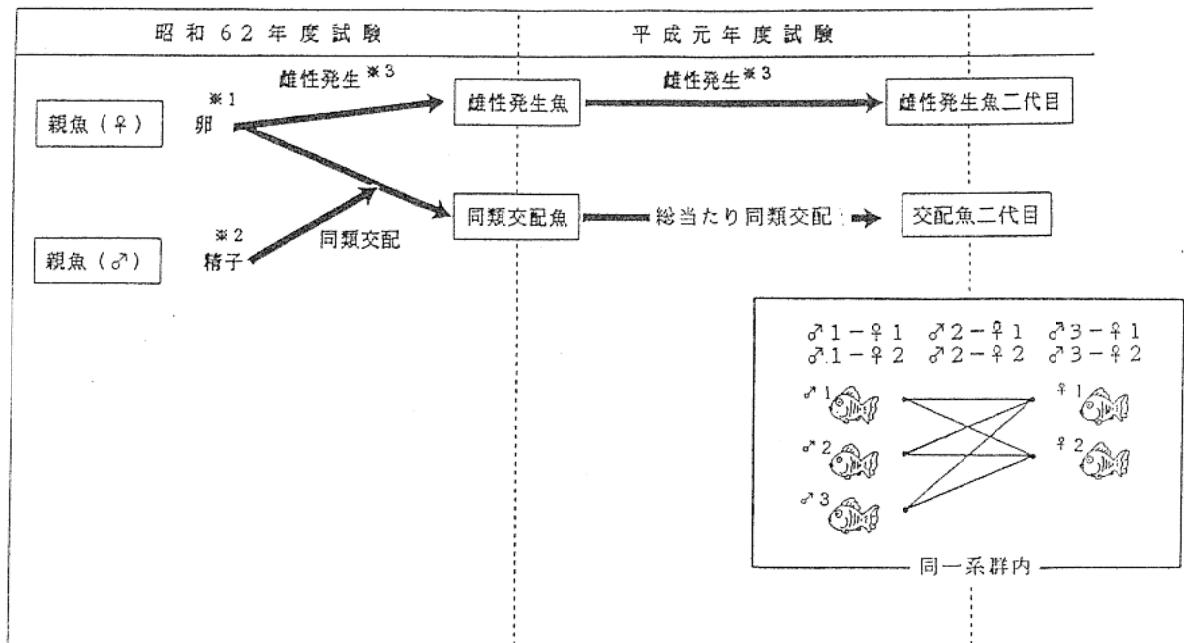 昭和62年度試験
平成元年度試験
雌性発生※3
雌性発生※3
※1
親魚(♀)
卵
雌性発生魚
雌性発生魚二代目
同類交配魚
総当たり同類交配
交配魚二代目
※2
同類交配
親魚(♂)
精子
♂1-♀1 ♂2-♀1 ♂3-♀1
♂1-♀2 ♂2-♀2 ♂3-♀2
♂1
♀1
♂2
♀2
♂3
同一系群内